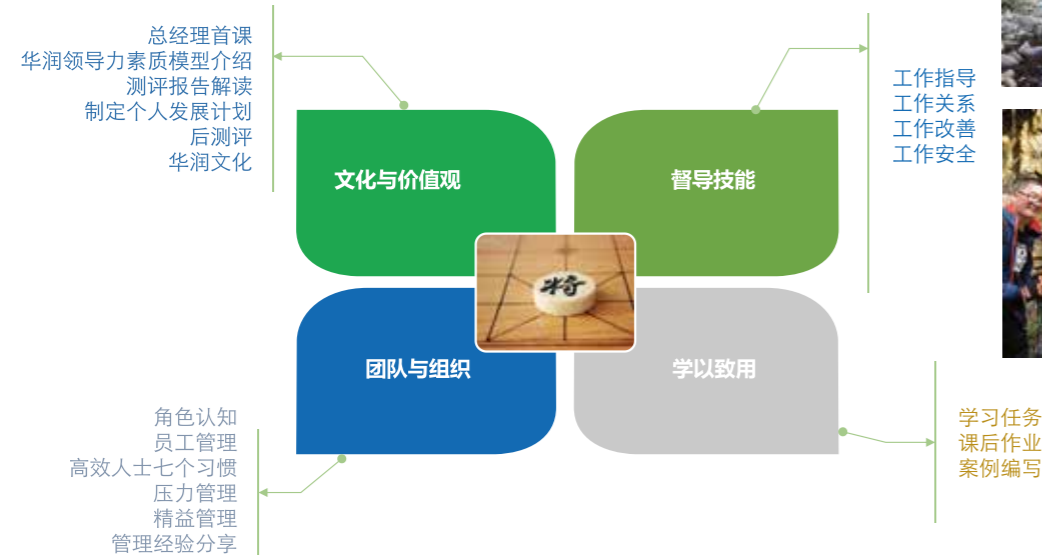 总经理首课
华润领导力素质模型介绍
测评报告解读
制定个人发展计划
后测评
华润文化
文化与价值观
督导技能
工作指导
工作关系
工作改善
工作安全
将
团队与组织
学以致用
角色认知
员工管理
高效人士七个习惯
压力管理
精益管理
管理经验分享
学习任务
课后作业
案例编写